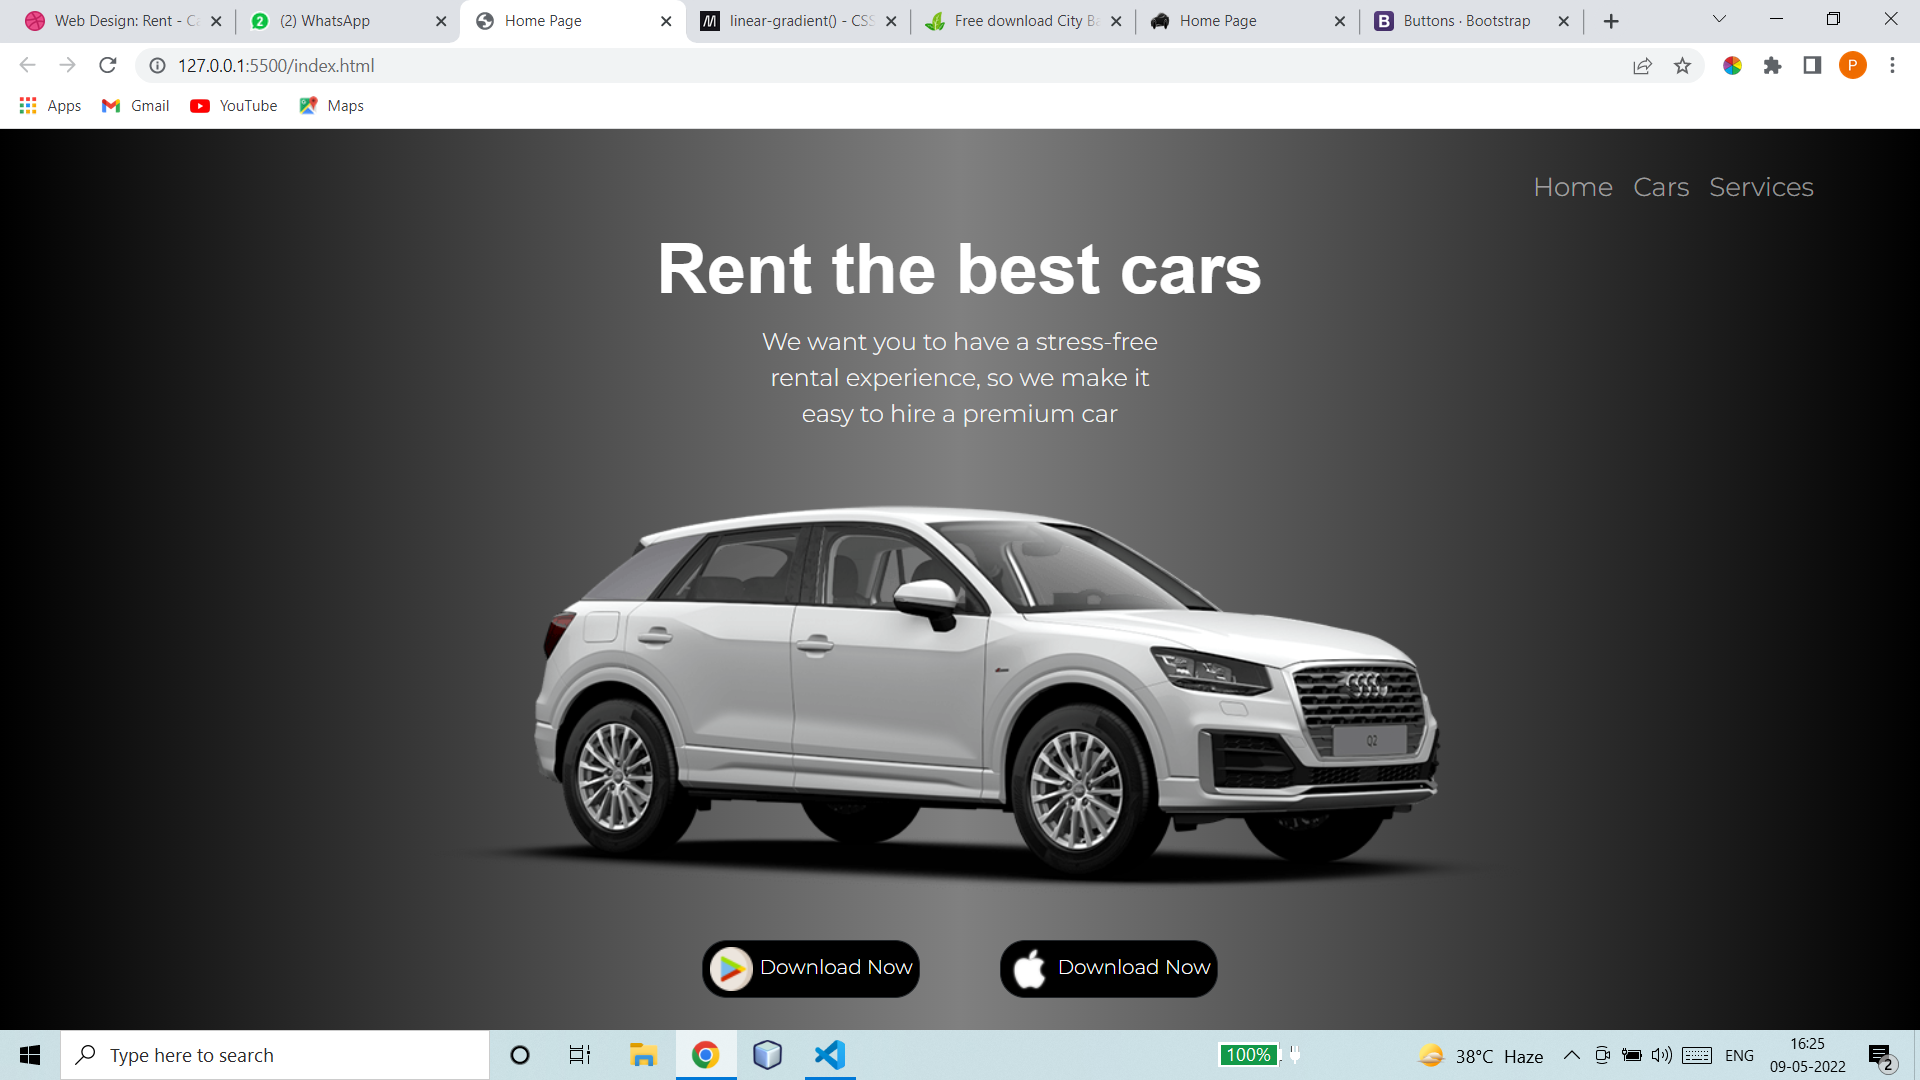 Web Design: Rent - Ca
2
(2) WhatsApp
Home Page
M
linear-gradient() - CSS
Free download City Ba
Home Page
B
Buttons · Bootstrap
127.0.0.1:5500/index.html
P
Apps
Gmail
YouTube
Maps
Home Cars Services
Rent the best cars
We want you to have a stress-free
rental experience, so we make it
easy to hire a premium car
Q2
Download Now
Download Now
Type here to search
100%
38°C Haze
ENG
16:25
09-05-2022
2